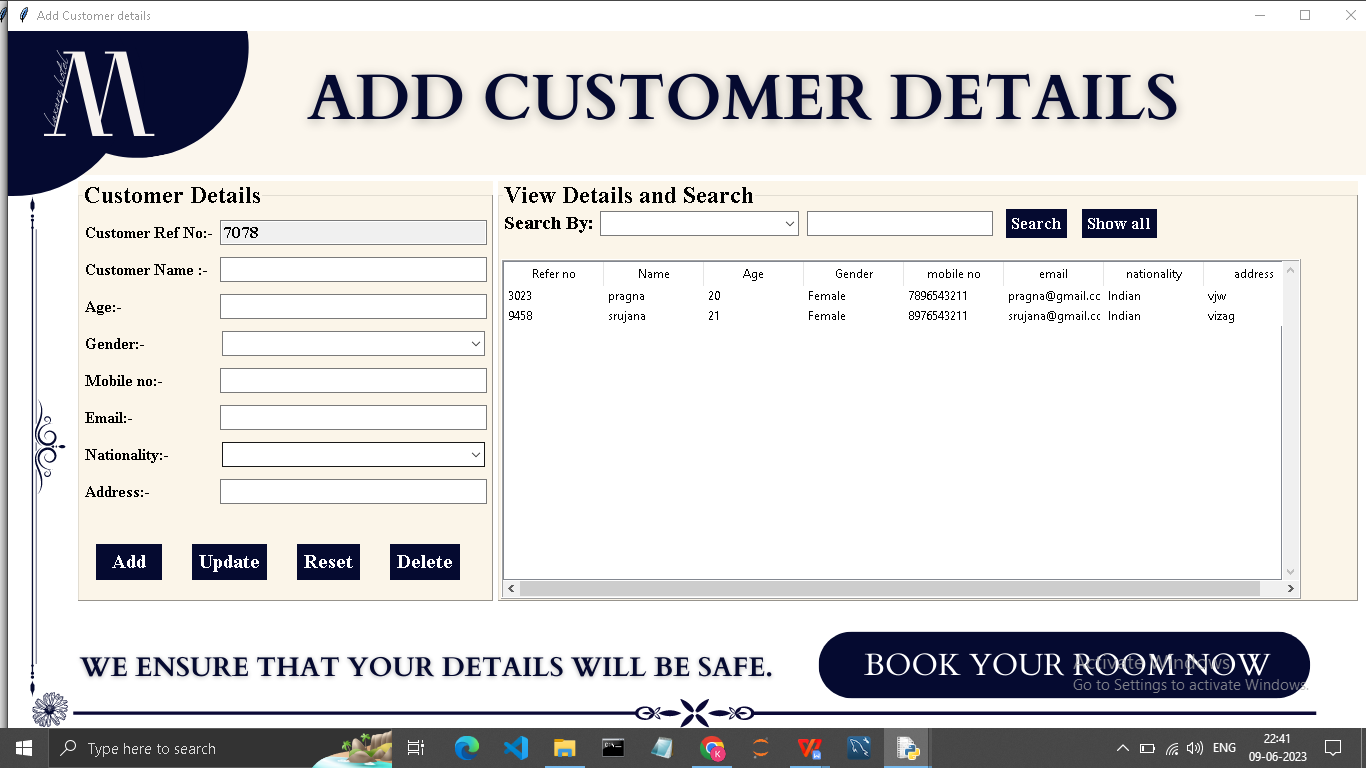 Add Customer details
M
luxury hotel
ADD CUSTOMER DETAILS
Customer Details
Customer Ref No:- 7078
Customer Name :-
Age:-
Gender:-
Mobile no:-
Email:-
Nationality:-
Address:-
Add Update Reset Delete
View Details and Search
Search By: Search Show all
Refer no Name Age Gender mobile no email nationality address
3023 pragna 20 Female 7896543211 pragna@gmail.cc Indian vjw
9458 srujana 21 Female 8976543211 srujana@gmail.cc Indian vizag
WE ENSURE THAT YOUR DETAILS WILL BE SAFE.
BOOK YOUR ROOM NOW
Activate Windows
Go to Settings to activate Windows.
Type here to search
K
W
ENG
22:41
09-06-2023